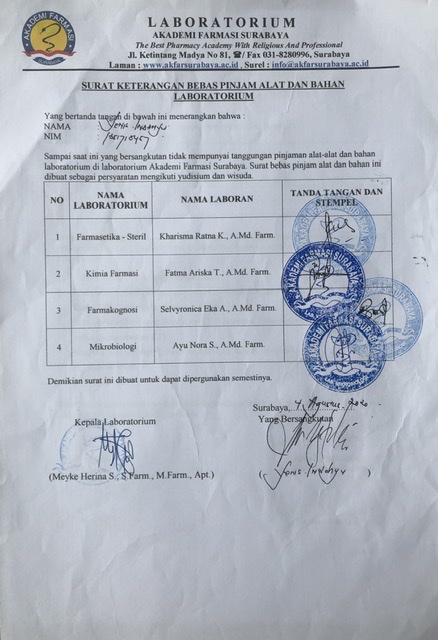 LABORATORIUM
AKADEMI FARMASI SURABAYA
The Best Pharmacy Academy With Religious And Professional
Jl. Ketintang Madya No 81, ☎/ Fax 031-8280996, Surabaya
Laman : www.akfarsurabaya.ac.id , Surel : info@akfarsurabaya.ac.id
AKADEMI FARMASI
SURABAYA
SURAT KETERANGAN BEBAS PINJAM ALAT DAN BAHAN
LABORATORIUM
Yang bertanda tangan di bawah ini menerangkan bahwa :
NAMA :
NIM :
Sampai saat ini yang bersangkutan tidak mempunyai tanggungan pinjaman alat-alat dan bahan
laboratorium di laboratorium Akademi Farmasi Surabaya. Surat bebas pinjam alat dan bahan ini
dibuat sebagai persyaratan mengikuti yudisium dan wisuda.
NO NAMA LABORATORIUM NAMA LABORAN TANDA TANGAN DAN STEMPEL
1 Farmasetika - Steril Kharisma Ratna K., A.Md. Farm.
2 Kimia Farmasi Fatma Ariska T., A.Md. Farm.
3 Farmakognosi Selvyronica Eka A., A.Md. Farm.
4 Mikrobiologi Ayu Nora S., A.Md. Farm.
AKADEMI FARMASI SURABAYA
AKADEMI FARMASI SURABAYA
Demikian surat ini dibuat untuk dapat dipergunakan semestinya.
Surabaya, 4 Agustus 2020
Kepala Laboratorium Yang Bersangkutan
(Meyke Herina S., S.Farm., M.Farm., Apt.) ( )